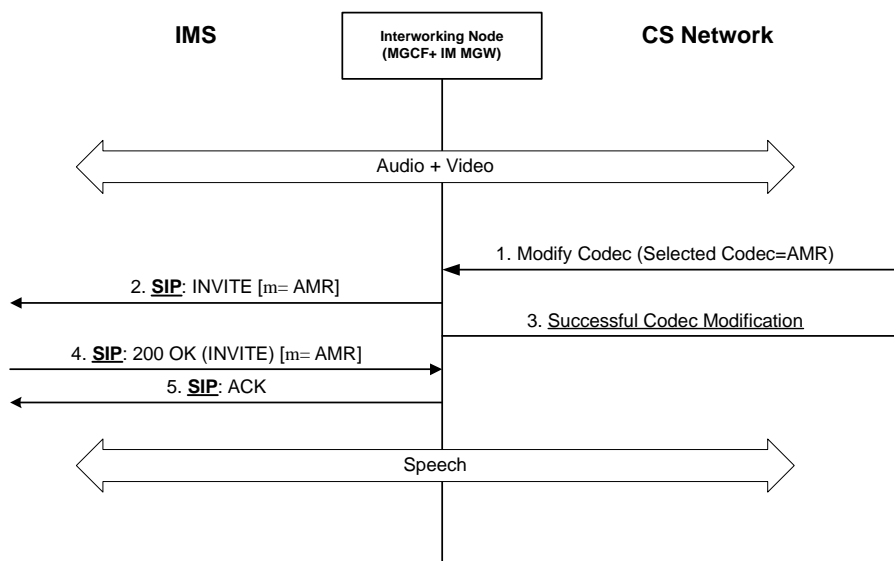 IMS
Interworking Node
(MGCF+ IM MGW)
CS Network
Audio + Video
1. Modify Codec (Selected Codec=AMR)
2. SIP: INVITE [m= AMR]
3. Successful Codec Modification
4. SIP: 200 OK (INVITE) [m= AMR]
5. SIP: ACK
Speech